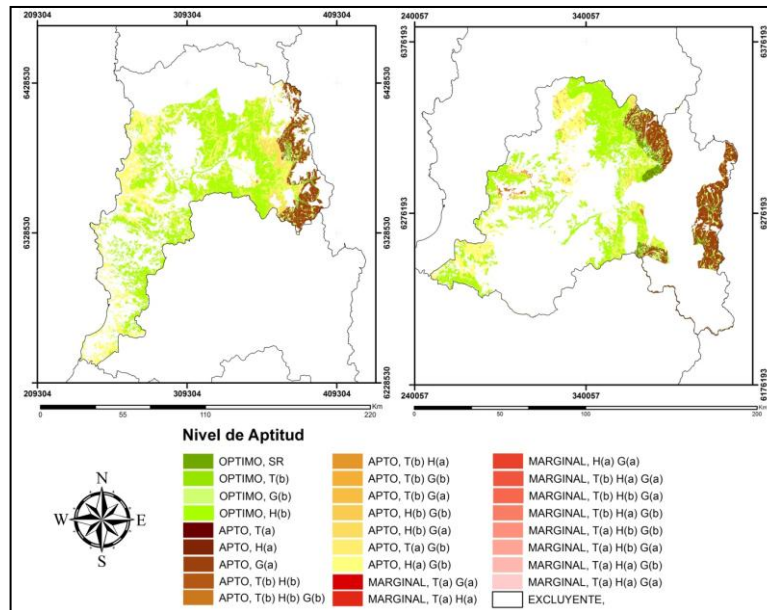 209304 309304 409304
240057 340057
6376193
6428530 6428530
6328530 6328530
6276193 6276193
6228530
6176193
209304 309304 409304
240057 340057
Km
0 55 110 220
Km
0 50 100 200
Nivel de Aptitud
OPTIMO, SR
OPTIMO, T(b)
OPTIMO, G(b)
OPTIMO, H(b)
APTO, T(a)
APTO, H(a)
APTO, G(a)
APTO, T(b) H(b)
APTO, T(b) H(b) G(b)
APTO, T(b) H(a)
APTO, T(b) G(b)
APTO, T(b) G(a)
APTO, H(b) G(b)
APTO, H(b) G(a)
APTO, T(a) G(b)
APTO, H(a) G(b)
MARGINAL, T(a) G(a)
MARGINAL, T(a) H(a)
MARGINAL, H(a) G(a)
MARGINAL, T(b) H(a) G(a)
MARGINAL, T(b) H(b) G(a)
MARGINAL, T(b) H(a) G(b)
MARGINAL, T(a) H(b) G(b)
MARGINAL, T(a) H(b) G(a)
MARGINAL, T(a) H(a) G(b)
MARGINAL, T(a) H(a) G(a)
EXCLUYENTE,
N
W E
S